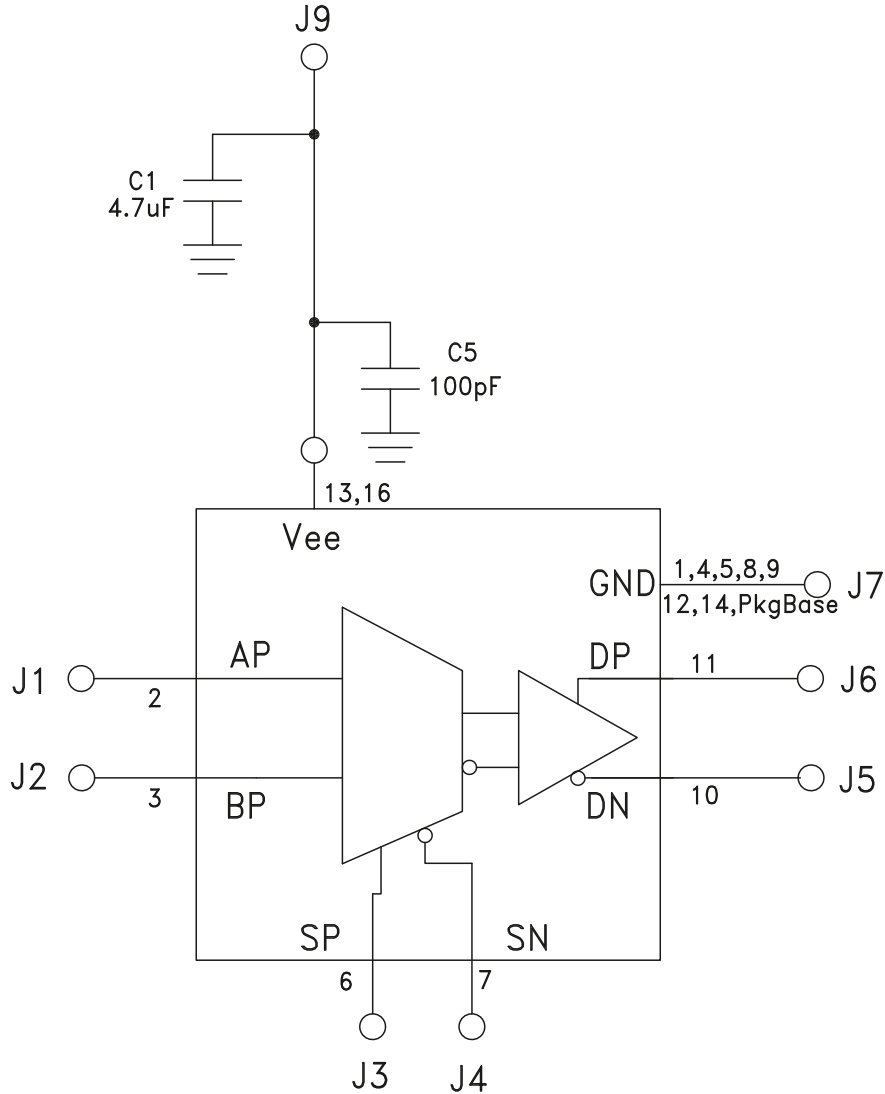 J9
C1
4.7uF
C5
100pF
13,16
Vee
GND
1,4,5,8,9
J7
12,14,PkgBase
AP
DP
11
J1
J6
2
J2
J5
3
BP
DN
10
SP
SN
6
7
J3
J4